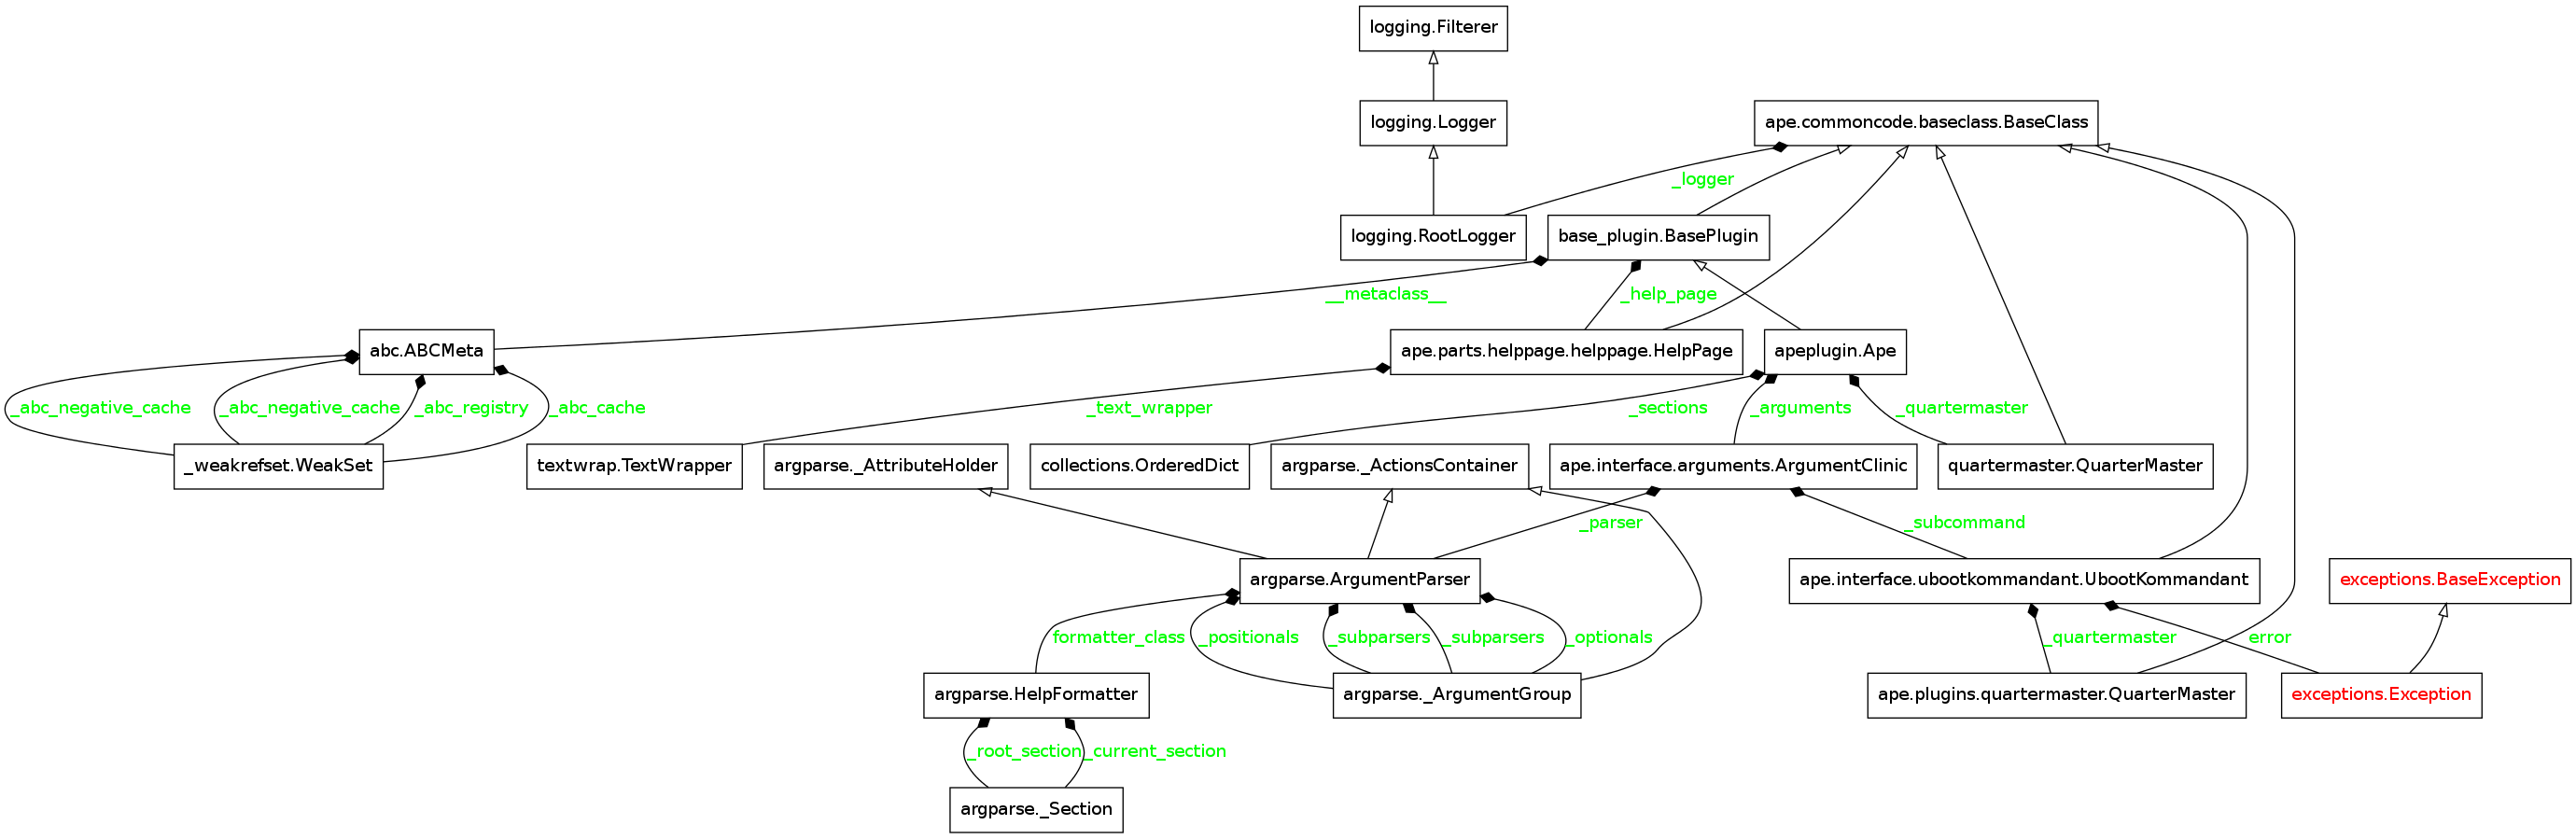 logging.Filterer
logging.Logger
ape.commoncode.baseclass.BaseClass
_logger
logging.RootLogger
base_plugin.BasePlugin
__metaclass__
_help_page
abc.ABCMeta
ape.parts.helppage.helppage.HelpPage
apeplugin.Ape
_abc_negative_cache
_abc_negative_cache
_abc_registry
_abc_cache
_text_wrapper
_sections
_arguments
_quartermaster
_weakrefset.WeakSet
textwrap.TextWrapper
argparse._AttributeHolder
collections.OrderedDict
argparse._ActionsContainer
ape.interface.arguments.ArgumentClinic
quartermaster.QuarterMaster
_parser
_subcommand
argparse.ArgumentParser
ape.interface.ubootkommandant.UbootKommandant
exceptions.BaseException
formatter_class
_positionals
_subparsers
_subparsers
_optionals
_quartermaster
error
argparse.HelpFormatter
argparse._ArgumentGroup
ape.plugins.quartermaster.QuarterMaster
exceptions.Exception
_root_section
_current_section
argparse._Section